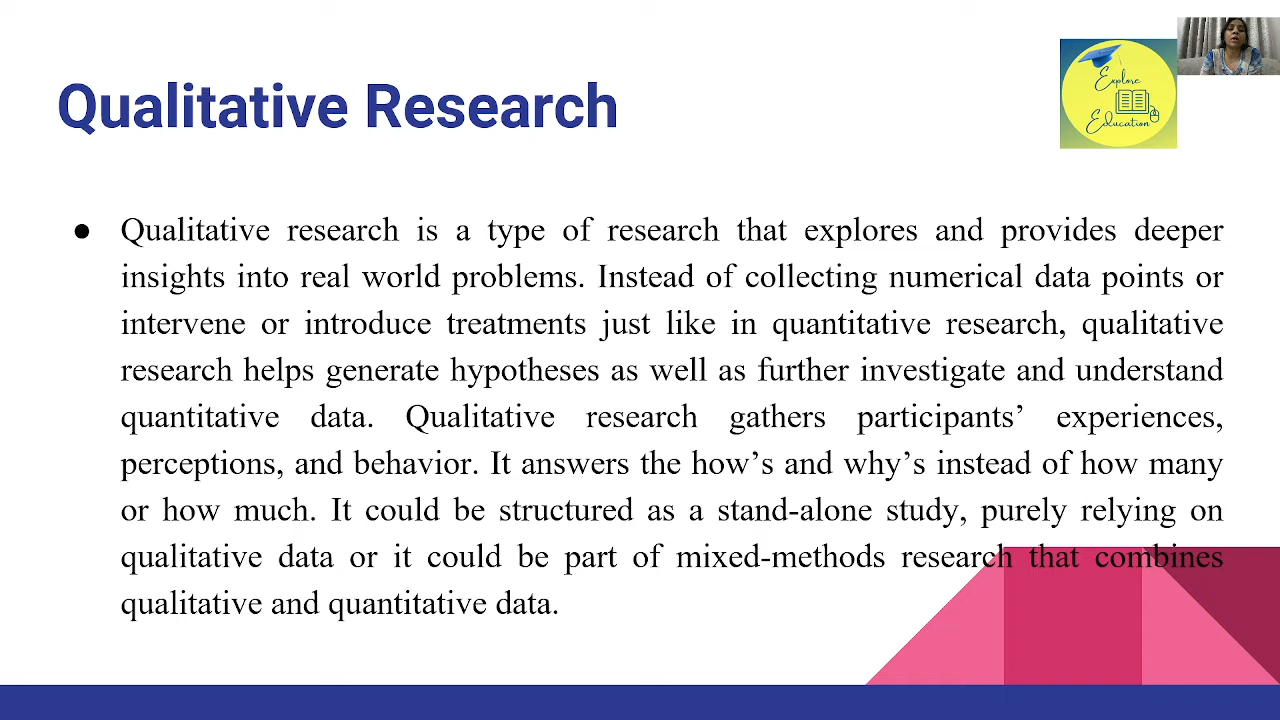 Qualitative Research
Explore
Education
● Qualitative research is a type of research that explores and provides deeper
insights into real world problems. Instead of collecting numerical data points or
intervene or introduce treatments just like in quantitative research, qualitative
research helps generate hypotheses as well as further investigate and understand
quantitative data. Qualitative research gathers participants’ experiences,
perceptions, and behavior. It answers the how’s and why’s instead of how many
or how much. It could be structured as a stand-alone study, purely relying on
qualitative data or it could be part of mixed-methods research that combines
qualitative and quantitative data.